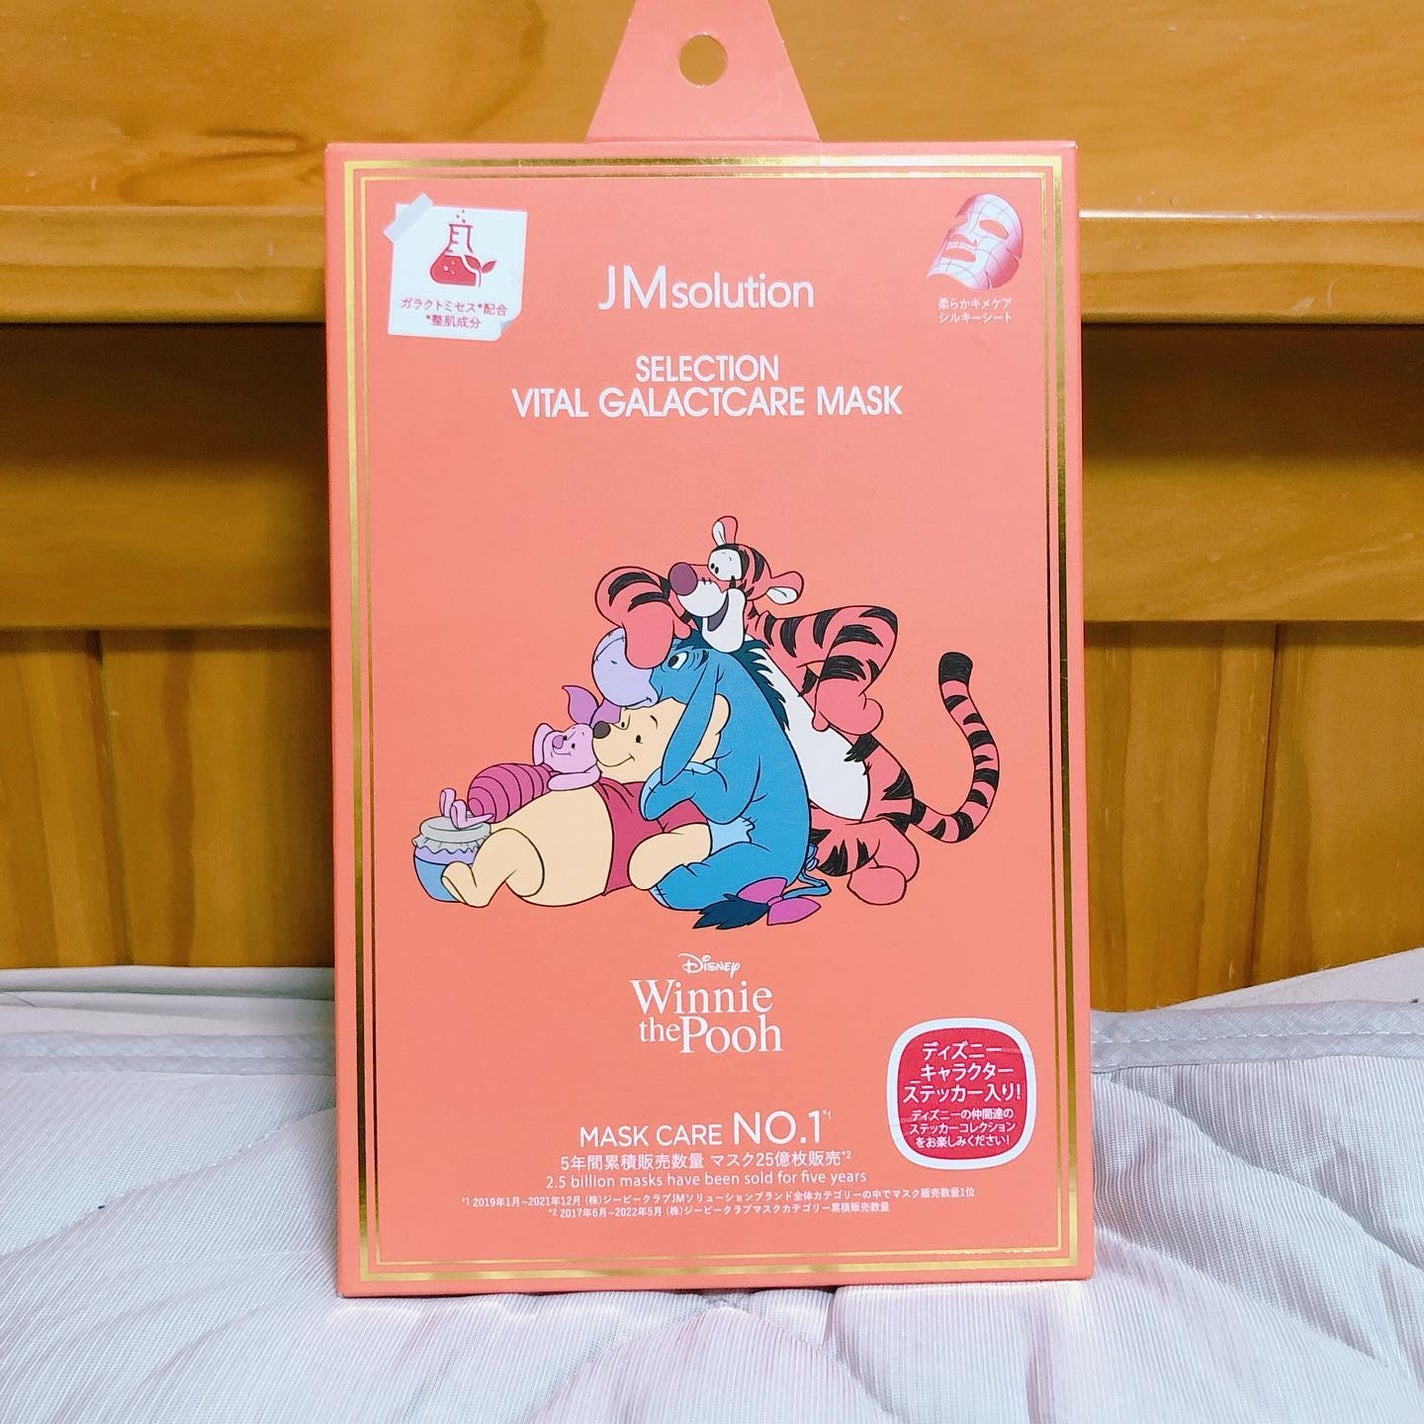 ガラクトミセス*配合
*整肌成分
JMsolution
柔らかキメケア
シルキーシート
SELECTION
VITAL GALACTCARE MASK
Disney
Winnie
the Pooh
ディズニー
キャラクター
ステッカー入り!
ディズニーの仲間達の
ステッカーコレクション
をお楽しみください!
MASK CARE NO.1*1
5年間累積販売数量 マスク25億枚販売*2
2.5 billion masks have been sold for five years
*1 2019年1月~2021年12月 (株)ジーピークラブJMソリューションブランド全体カテゴリーの中でマスク販売数量1位
*2 2017年6月~2022年5月 (株)ジーピークラブマスクカテゴリー累積販売数量